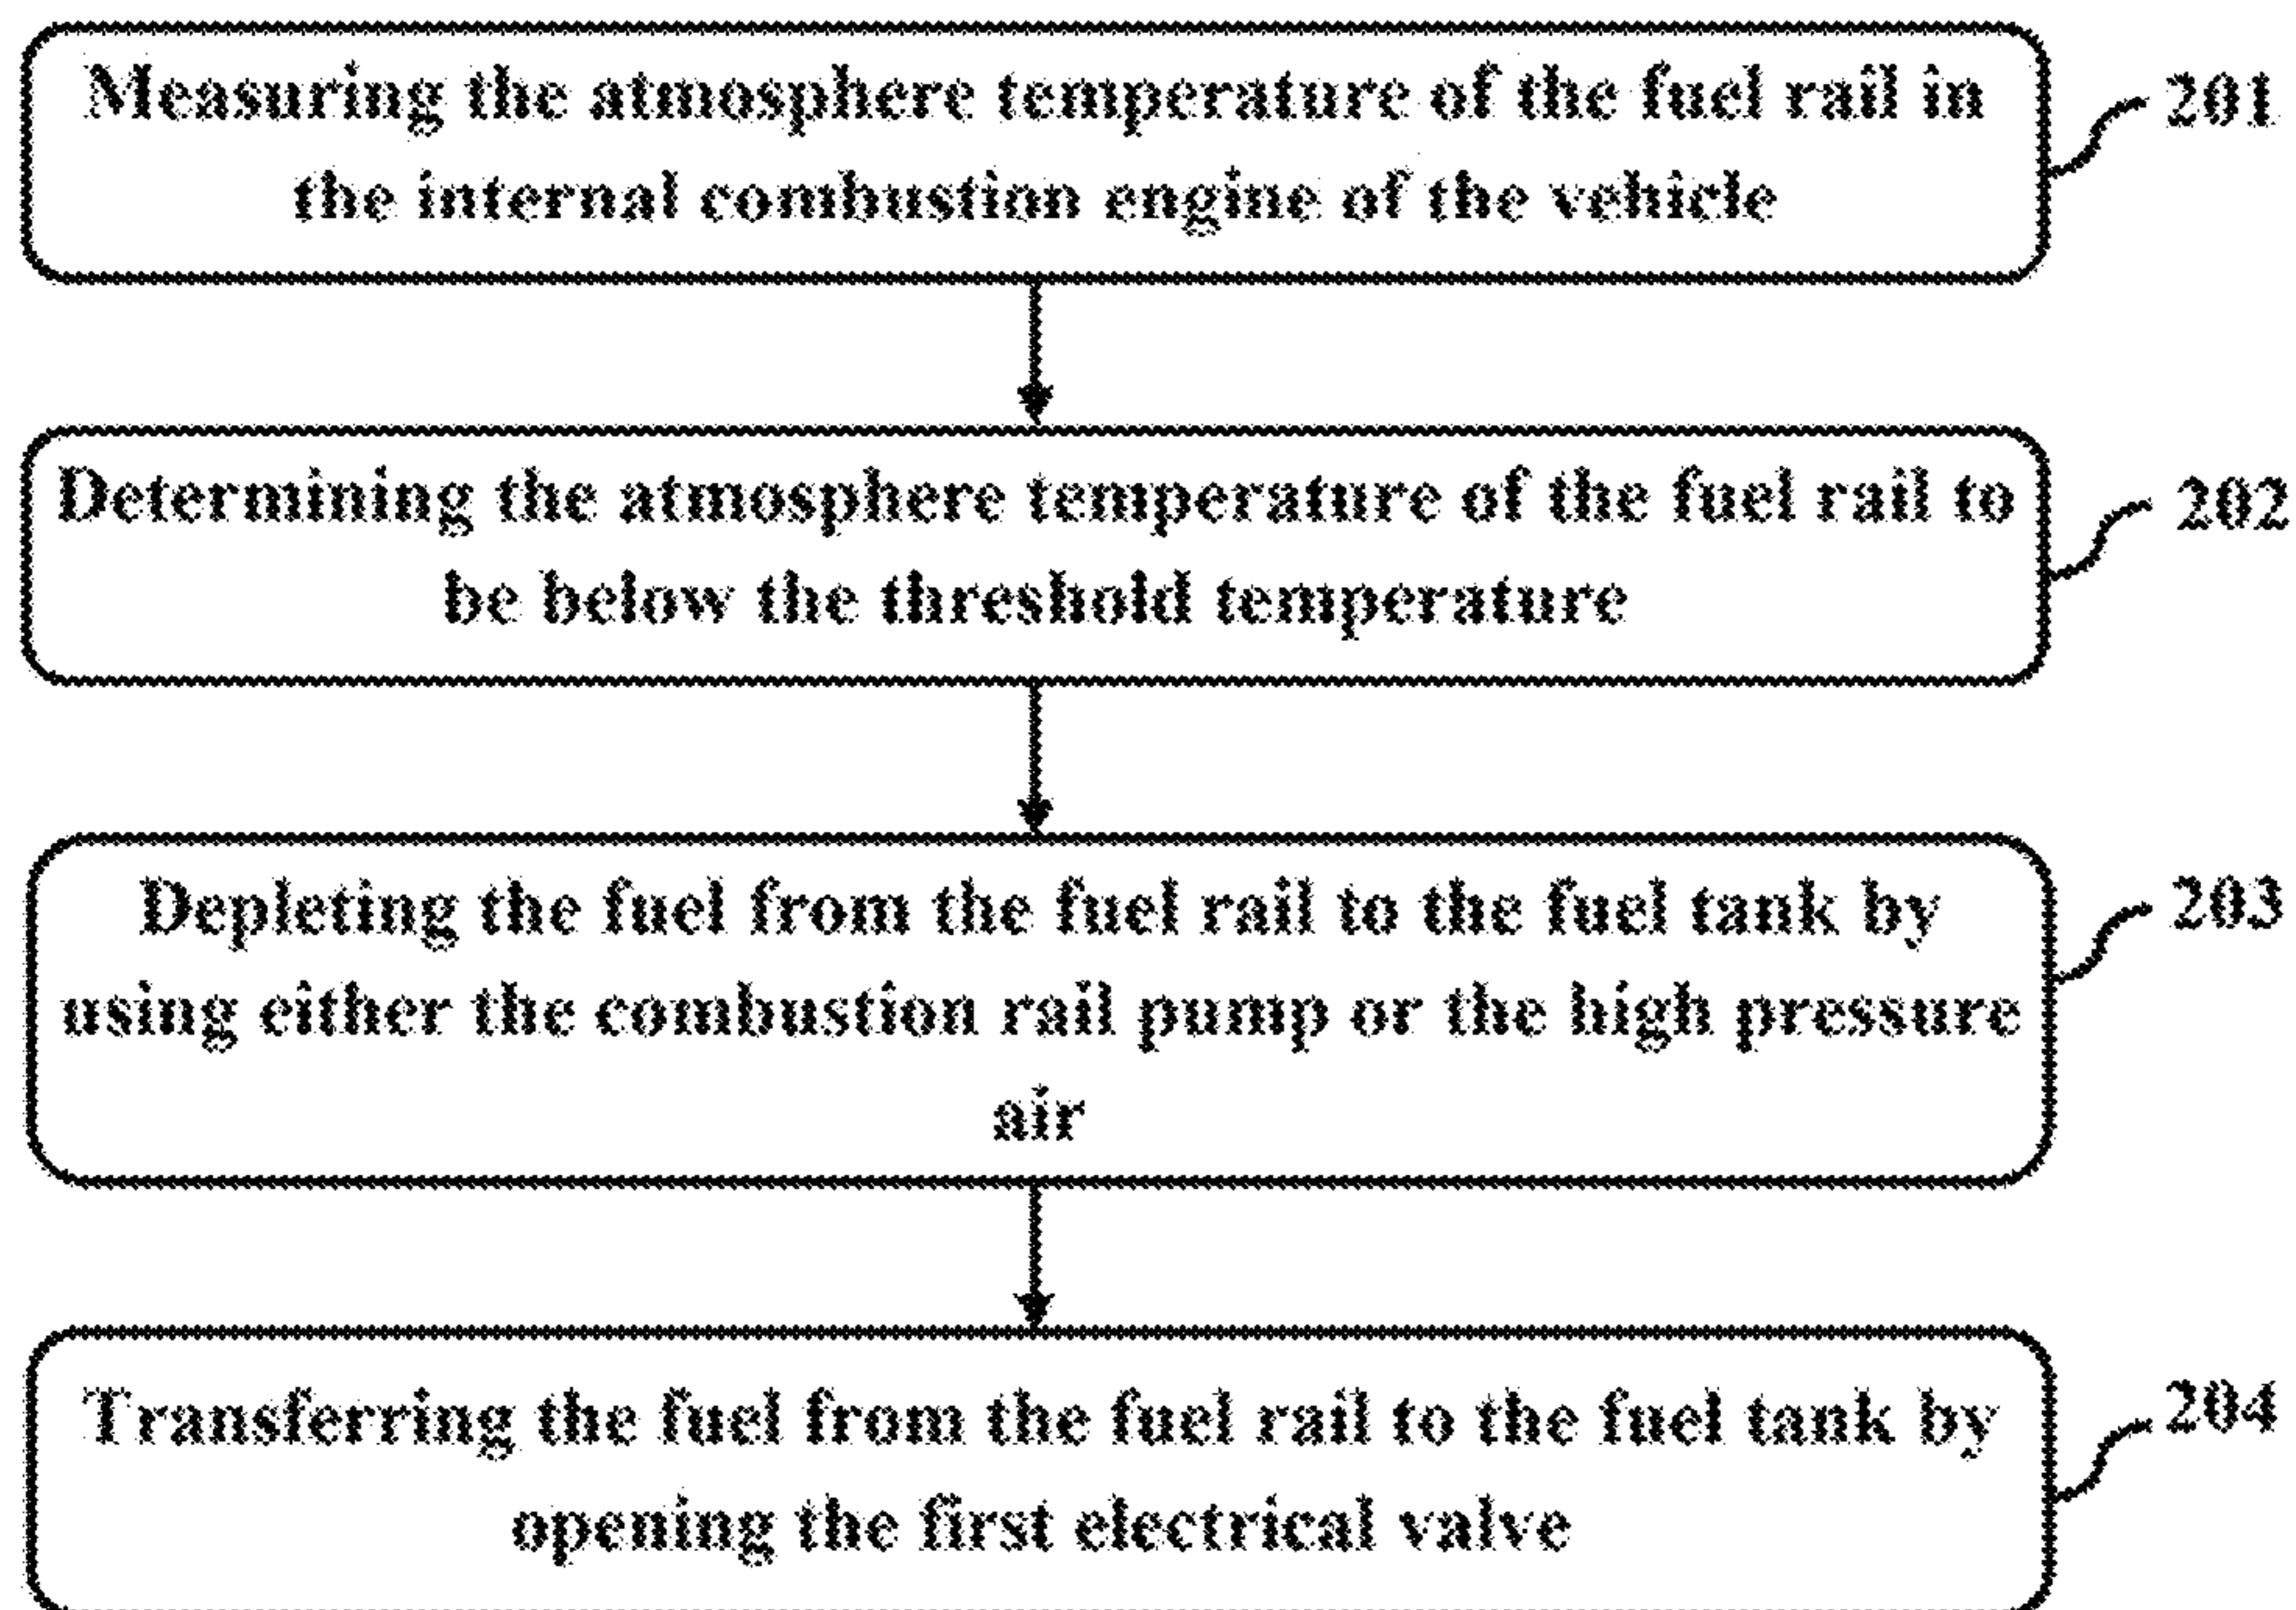 Measuring the atmosphere temperature of the fuel rail in
the internal combustion engine of the vehicle
201
Determining the atmosphere temperature of the fuel rail to
be below the threshold temperature
202
Depleting the fuel from the fuel rail to the fuel tank by
using either the combustion rail pump or the high pressure
air
203
Transferring the fuel from the fuel rail to the fuel tank by
opening the first electrical valve
204